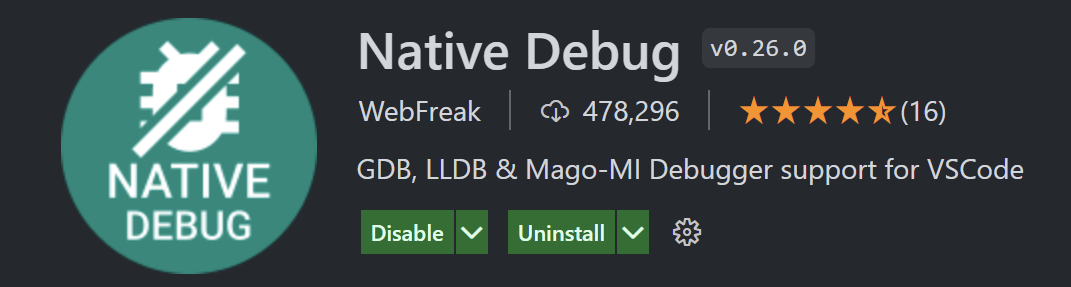 NATIVE
DEBUG
Native Debug v0.26.0
WebFreak 478,296 (16)
GDB, LLDB & Mago-MI Debugger support for VSCode
Disable Uninstall